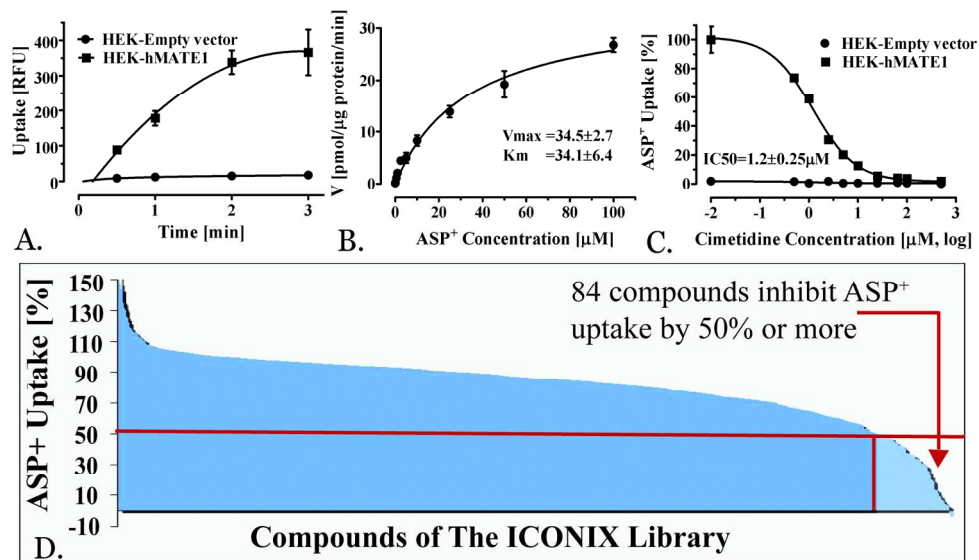 Uptake [RFU]
400
300
200
100
50
0
HEK-Empty vector
HEK-hMATE1
0 1 2 3
Time [min]
A.
V [pmol/μg protein/min]
30
20
10
0
Vmax =34.5±2.7
Km =34.1±6.4
0 20 40 60 80 100
ASP⁺ Concentration [μM]
B.
ASP⁺ Uptake [%]
100
75
50
25
0
HEK-Empty vector
HEK-hMATE1
IC50=1.2±0.25μM
-2 -1 0 1 2 3
Cimetidine Concentration [μM, log]
C.
ASP+ Uptake [%]
150
130
110
90
70
50
30
10
-10
84 compounds inhibit ASP⁺
uptake by 50% or more
Compounds of The ICONIX Library
D.